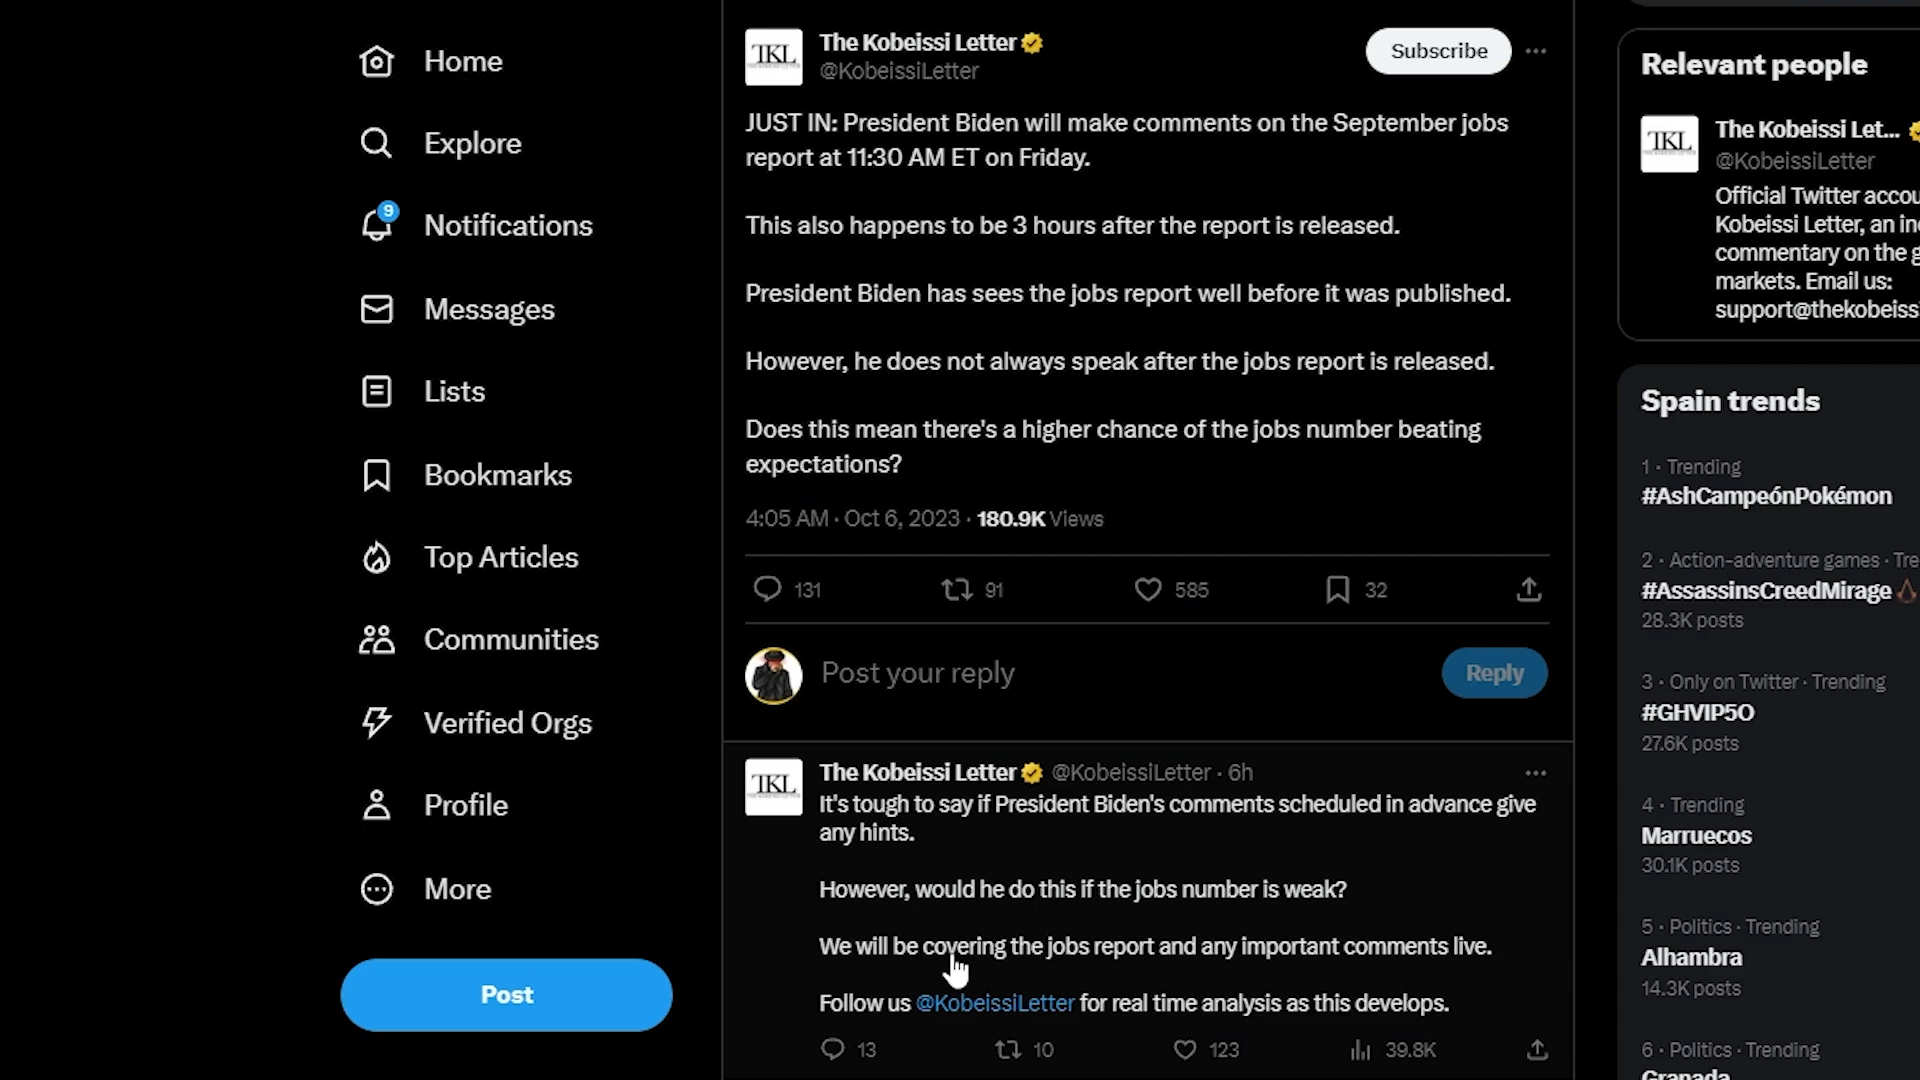 Home
Explore
9
Notifications
Messages
Lists
Bookmarks
Top Articles
Communities
Verified Orgs
Profile
More
Post
TKL
The Kobeissi Letter
@KobeissiLetter
Subscribe
JUST IN: President Biden will make comments on the September jobs
report at 11:30 AM ET on Friday.
This also happens to be 3 hours after the report is released.
President Biden has sees the jobs report well before it was published.
However, he does not always speak after the jobs report is released.
Does this mean there's a higher chance of the jobs number beating
expectations?
4:05 AM · Oct 6, 2023 · 180.9K Views
131 91 585 32
Post your reply
Reply
TKL
The Kobeissi Letter @KobeissiLetter · 6h
It's tough to say if President Biden's comments scheduled in advance give
any hints.
However, would he do this if the jobs number is weak?
We will be covering the jobs report and any important comments live.
Follow us @KobeissiLetter for real time analysis as this develops.
13 10 123 39.8K
Relevant people
TKL
The Kobeissi Let...
@KobeissiLetter
Official Twitter accou
Kobeissi Letter, an in
commentary on the g
markets. Email us:
support@thekobeiss
Spain trends
1 · Trending
#AshCampeónPokémon
2 · Action-adventure games · Tre
#AssassinsCreedMirage
28.3K posts
3 · Only on Twitter · Trending
#GHVIP5O
27.6K posts
4 · Trending
Marruecos
30.1K posts
5 · Politics · Trending
Alhambra
14.3K posts
6 · Politics · Trending
Granada